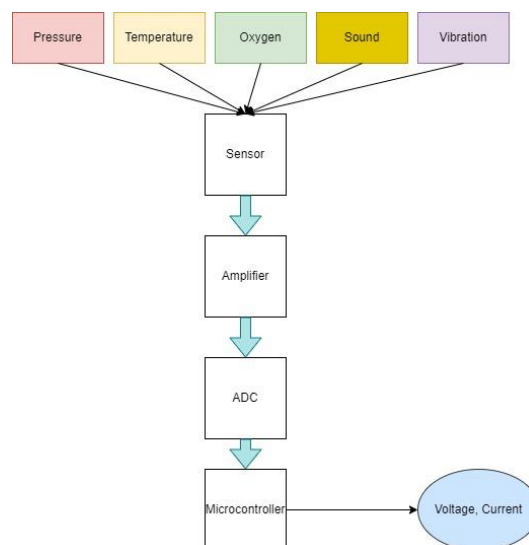 Pressure
Temperature
Oxygen
Sound
Vibration
Sensor
Amplifier
ADC
Microcontroller
Voltage, Current